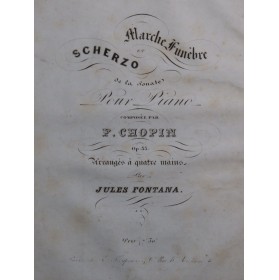 Marche Funèbre
et
SCHERZO
de la Sonate
Pour Piano
COMPOSÉE PAR
F. CHOPIN
Op. 35.
Arrangés à quatre mains,
Par
JULES FONTANA.